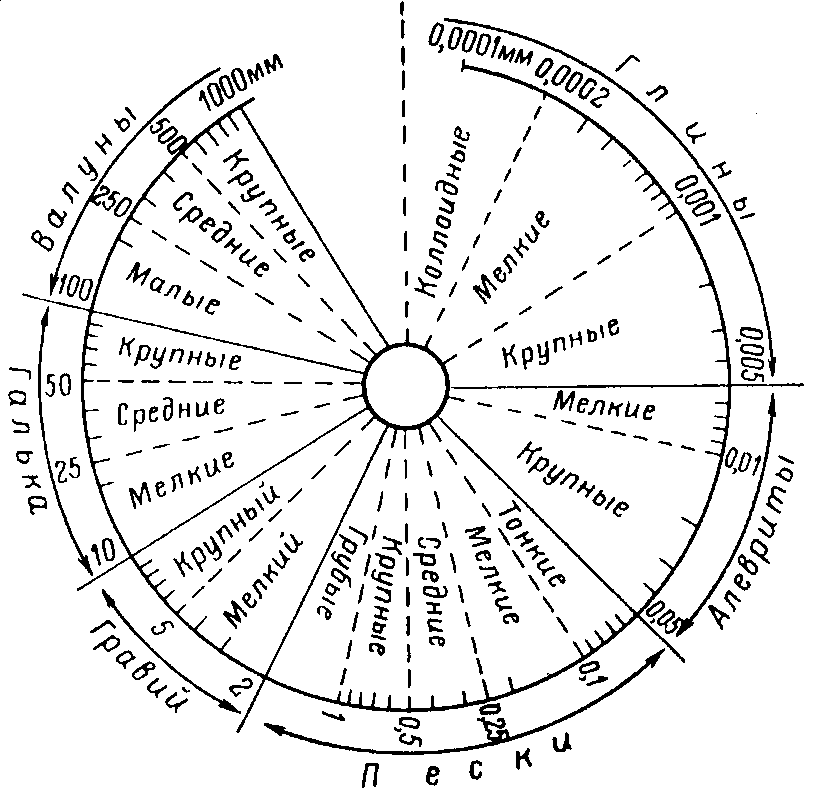 0,0001мм
0,0002
0,001
0,005
0,01
0,05
0,1
0,25
0,5
1
2
5
10
25
50
100
250
500
1000мм
Глины
Коллоидные
Мелкие
Крупные
Алевриты
Мелкие
Крупные
Пески
Тонкие
Мелкие
Средние
Крупные
Грубые
Гравий
Мелкий
Крупный
Галька
Мелкие
Средние
Крупные
Валуны
Малые
Средние
Крупные